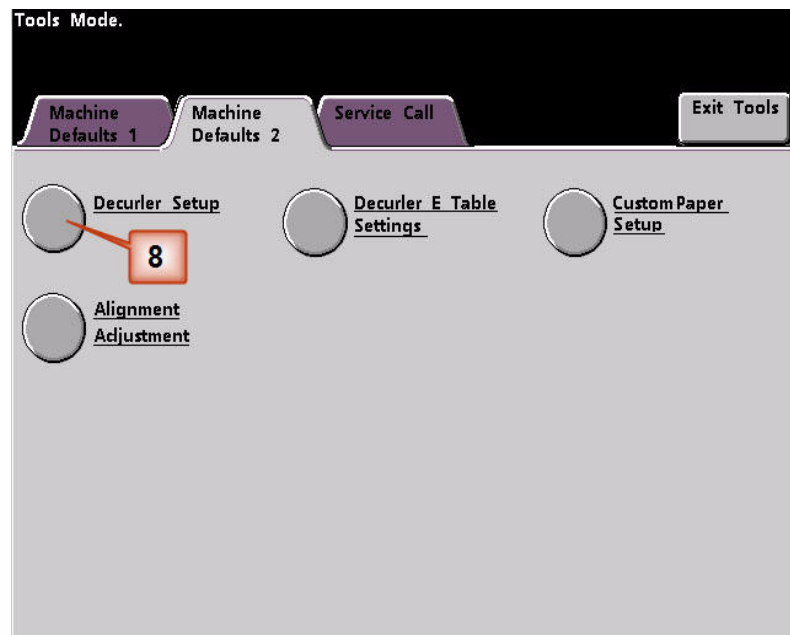 Tools Mode.
Machine
Defaults 1
Machine
Defaults 2
Service Call
Exit Tools
Decurler Setup
8
Decurler E Table
Settings
Custom Paper
Setup
Alignment
Adjustment